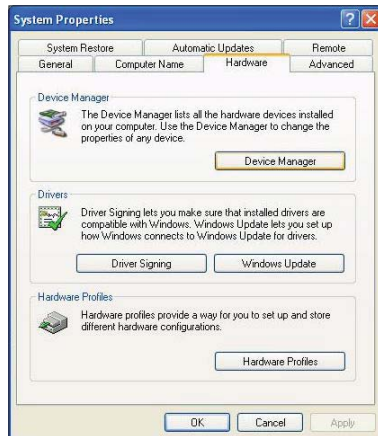 System Properties
System Restore
Automatic Updates
Remote
General
Computer Name
Hardware
Advanced
Device Manager
The Device Manager lists all the hardware devices installed
on your computer. Use the Device Manager to change the
properties of any device.
Device Manager
Drivers
Driver Signing lets you make sure that installed drivers are
compatible with Windows. Windows Update lets you set up
how Windows connects to Windows Update for drivers.
Driver Signing
Windows Update
Hardware Profiles
Hardware profiles provide a way for you to set up and store
different hardware configurations.
Hardware Profiles
OK
Cancel
Apply